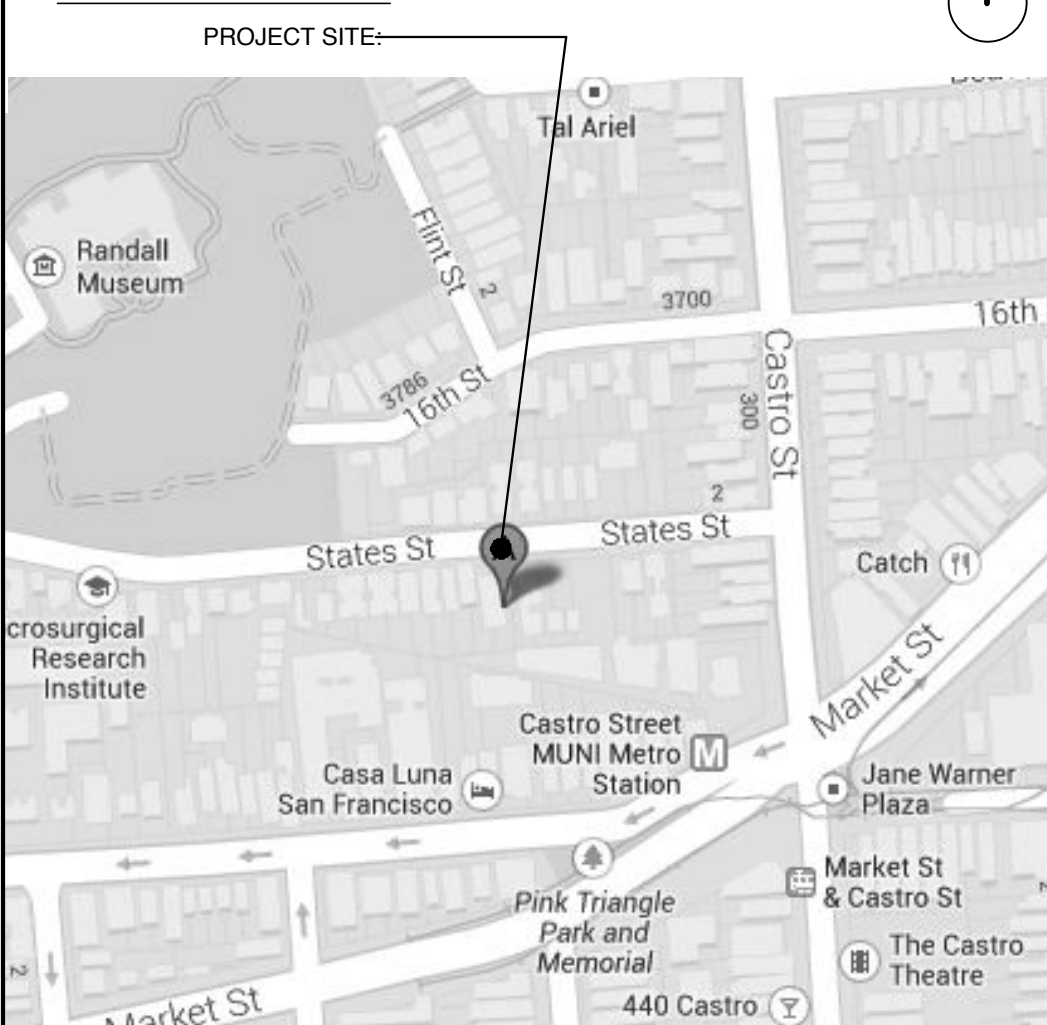 PROJECT SITE:
Tal Ariel
Randall
Museum
Flint St
2
3700
16th
3786
16th St
Castro St
300
2
States St
States St
Catch
crosurgical
Research
Institute
Market St
Castro Street
MUNI Metro
Station
M
Casa Luna
San Francisco
Jane Warner
Plaza
Market St
& Castro St
Pink Triangle
Park and
Memorial
The Castro
Theatre
2
440 Castro
Market St